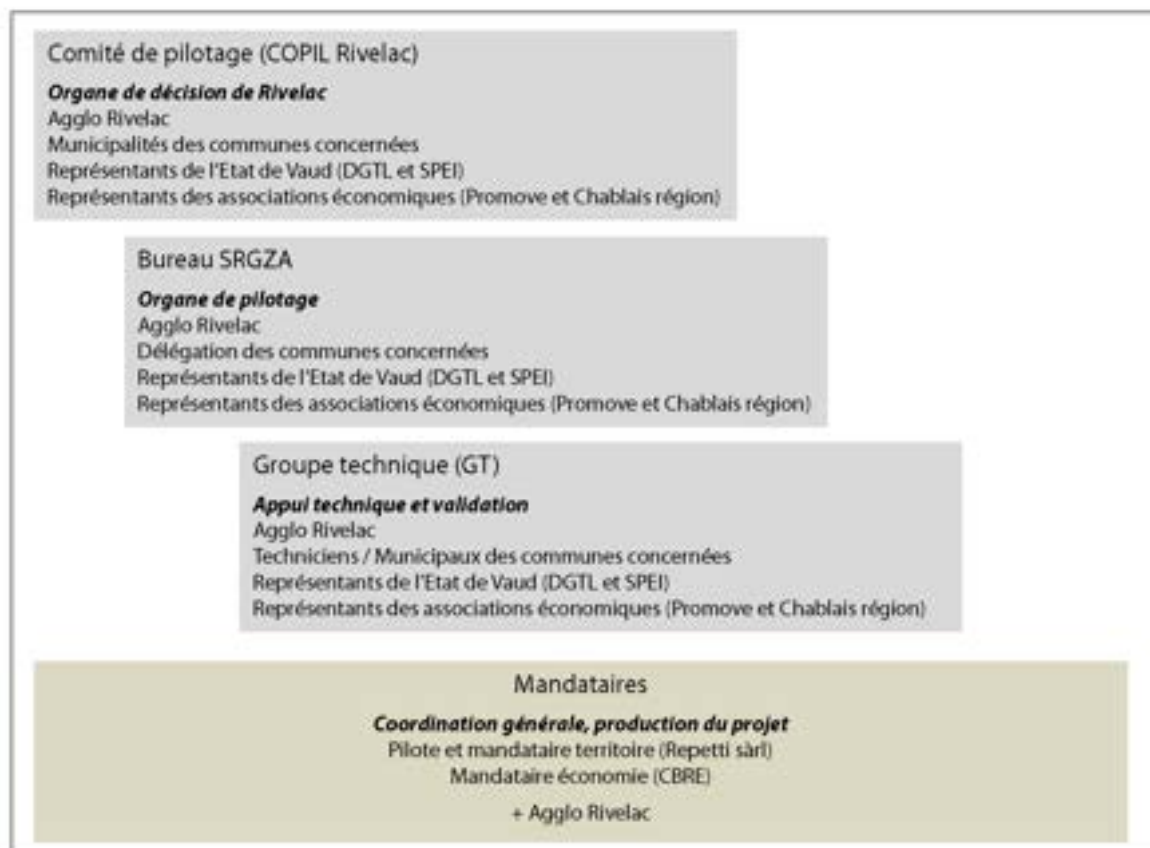 Comité de pilotage (COPIL Rivelac)
Organe de décision de Rivelac
Agglo Rivelac
Municipalités des communes concernées
Représentants de l'Etat de Vaud (DGTL et SPEI)
Représentants des associations économiques (Promove et Chablais région)
Bureau SRGZA
Organe de pilotage
Agglo Rivelac
Délégation des communes concernées
Représentants de l'Etat de Vaud (DGTL et SPEI)
Représentants des associations économiques (Promove et Chablais région)
Groupe technique (GT)
Appui technique et validation
Agglo Rivelac
Techniciens / Municipaux des communes concernées
Représentants de l'Etat de Vaud (DGTL et SPEI)
Représentants des associations économiques (Promove et Chablais région)
Mandataires
Coordination générale, production du projet
Pilote et mandataire territoire (Repetti sàrl)
Mandataire économie (CBRE)
+ Agglo Rivelac